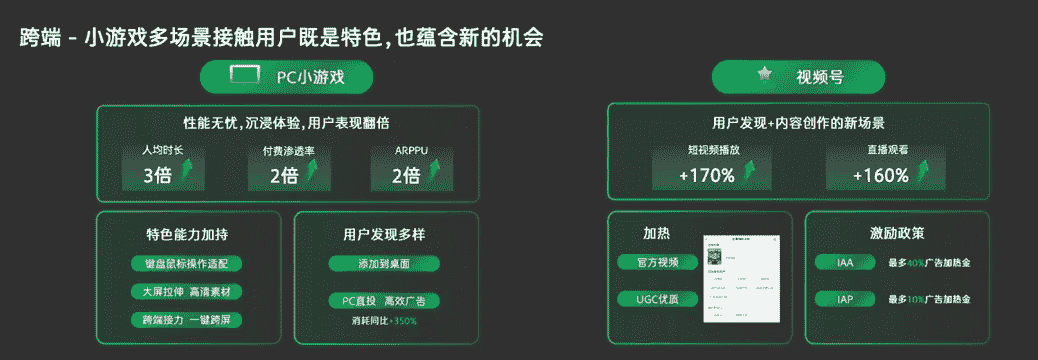 跨端 - 小游戏多场景接触用户既是特色,也蕴含新的机会
PC小游戏
性能无忧,沉浸体验,用户表现翻倍
人均时长
3倍
付费渗透率
2倍
ARPPU
2倍
特色能力加持
键盘鼠标操作适配
大屏拉伸 高清素材
跨端接力 一键跨屏
用户发现多样
添加到桌面
PC直投 高效广告
消耗同比+350%
视频号
用户发现+内容创作的新场景
短视频播放
+170%
直播观看
+160%
加热
官方视频
UGC优质
激励政策
IAA
最多40%广告加热金
IAP
最多10%广告加热金